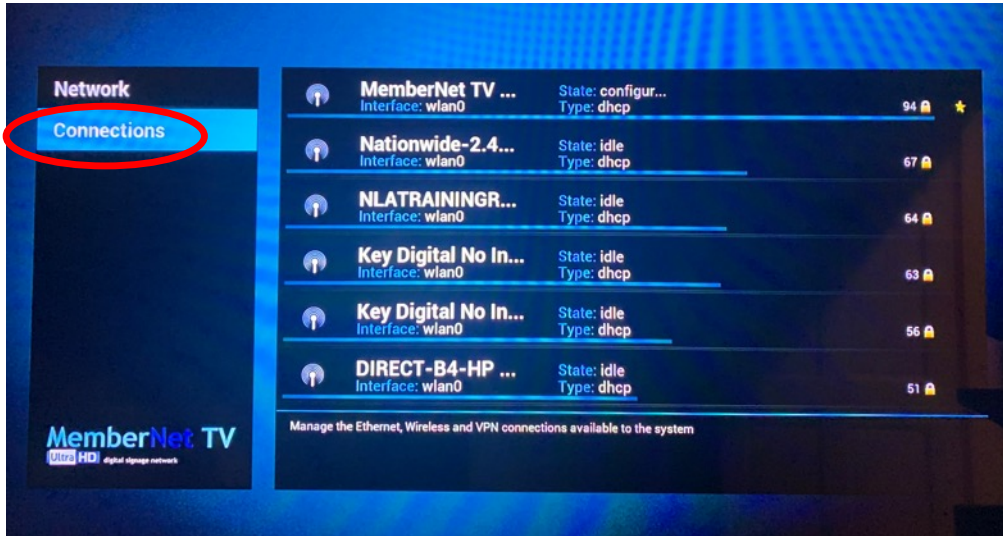 Network
Connections
MemberNet TV ...
Interface: wlan0
State: configur...
Type: dhcp
94
Nationwide-2.4...
Interface: wlan0
State: idle
Type: dhcp
67
NLATRAININGR...
Interface: wlan0
State: idle
Type: dhcp
64
Key Digital No In...
Interface: wlan0
State: idle
Type: dhcp
63
Key Digital No In...
Interface: wlan0
State: idle
Type: dhcp
56
DIRECT-B4-HP ...
Interface: wlan0
State: idle
Type: dhcp
51
Manage the Ethernet, Wireless and VPN connections available to the system
MemberNet TV
Ultra HD digital signage network